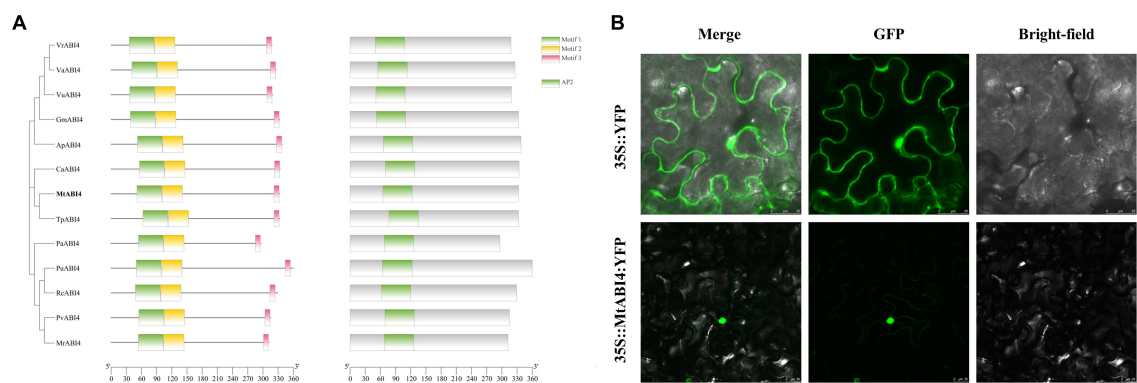 A
VrABI4
VaABI4
VuABI4
GmABI4
ApABI4
CaABI4
MtABI4
TpABI4
PaABI4
PuABI4
RcABI4
PvABI4
MrABI4
5' 3'
0 30 60 90 120 150 180 210 240 270 300 330 360
5' 3'
0 30 60 90 120 150 180 210 240 270 300 330 360
Motif 1
Motif 2
Motif 3
AP2
B
Merge GFP Bright-field
35S::YFP
35S::MtABI4:YFP